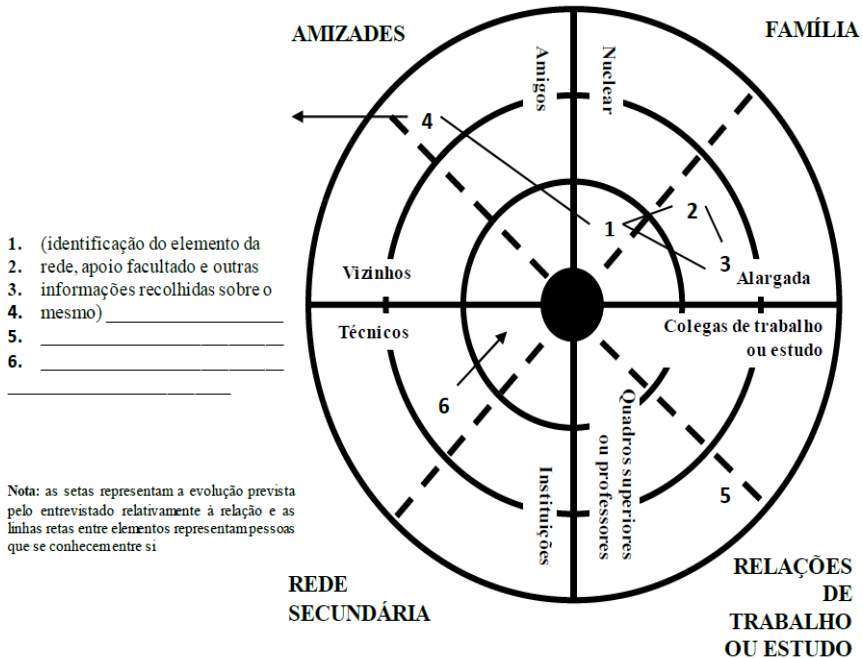 AMIZADES
FAMÍLIA
Amigos
Nuclear
4
1
2
3
Vizinhos
Alargada
Técnicos
Colegas de trabalho
ou estudo
6
5
Instituições
Quadros superiores
ou professores
1. (identificação do elemento da
2. rede, apoio facultado e outras
3. informações recolhidas sobre o
4. mesmo) ____________________
5. ____________________________
6. ____________________________
Nota: as setas representam a evolução prevista
pelo entrevistado relativamente à relação e as
linhas retas entre elementos representam pessoas
que se conhecem entre si
REDE
SECUNDÁRIA
RELAÇÕES
DE
TRABALHO
OU ESTUDO